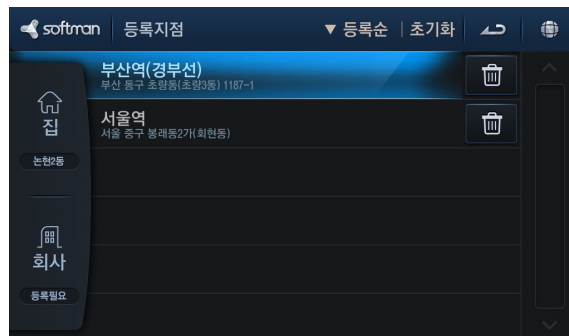 softman 등록지점 ▼ 등록순 초기화
부산역(경부선)
부산 동구 초량동(초량3동) 1187-1
집
서울역
서울 중구 봉래동2가(회현동)
논현2동
회사
등록필요